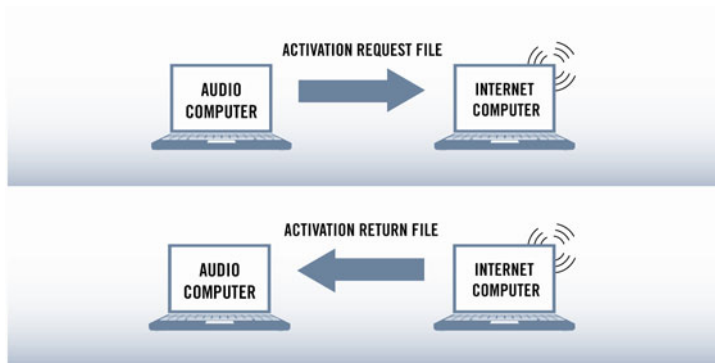 ACTIVATION REQUEST FILE
AUDIO
COMPUTER
INTERNET
COMPUTER
ACTIVATION RETURN FILE
AUDIO
COMPUTER
INTERNET
COMPUTER